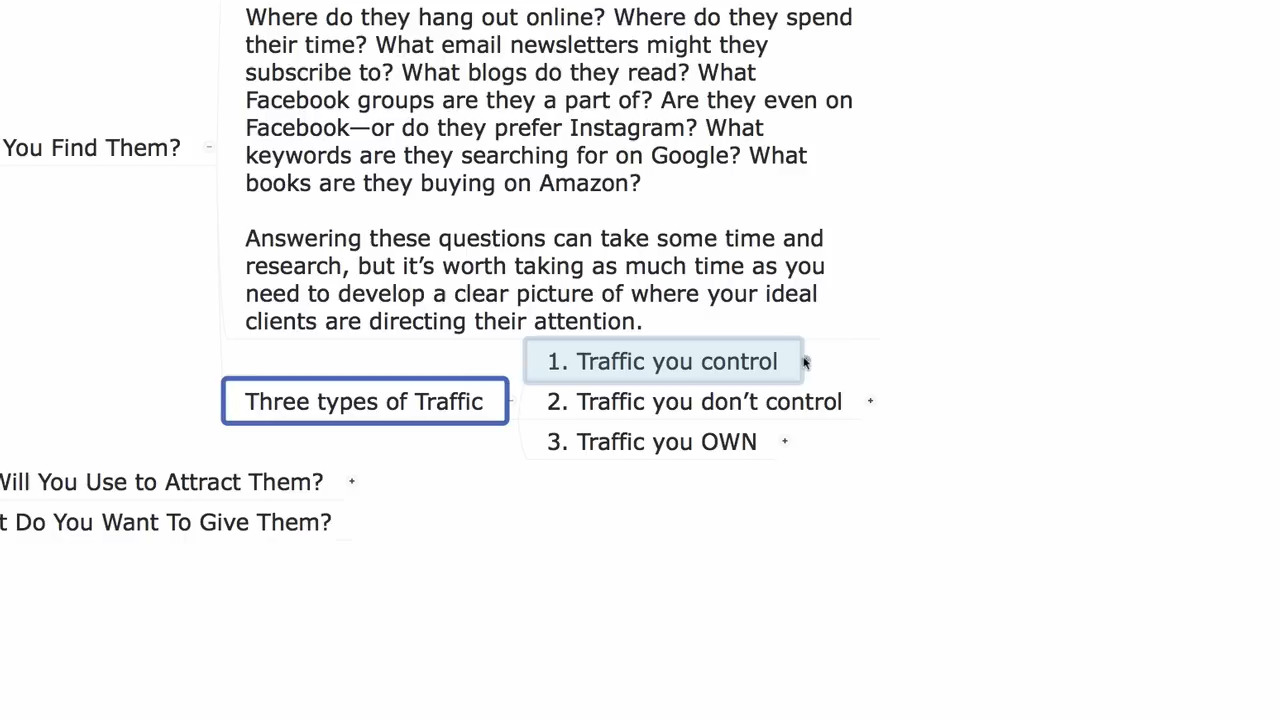 Where do they hang out online? Where do they spend
their time? What email newsletters might they
subscribe to? What blogs do they read? What
Facebook groups are they a part of? Are they even on
Facebook—or do they prefer Instagram? What
keywords are they searching for on Google? What
books are they buying on Amazon?
You Find Them?
Answering these questions can take some time and
research, but it’s worth taking as much time as you
need to develop a clear picture of where your ideal
clients are directing their attention.
Three types of Traffic
1. Traffic you control
2. Traffic you don’t control
3. Traffic you OWN
Will You Use to Attract Them?
t Do You Want To Give Them?